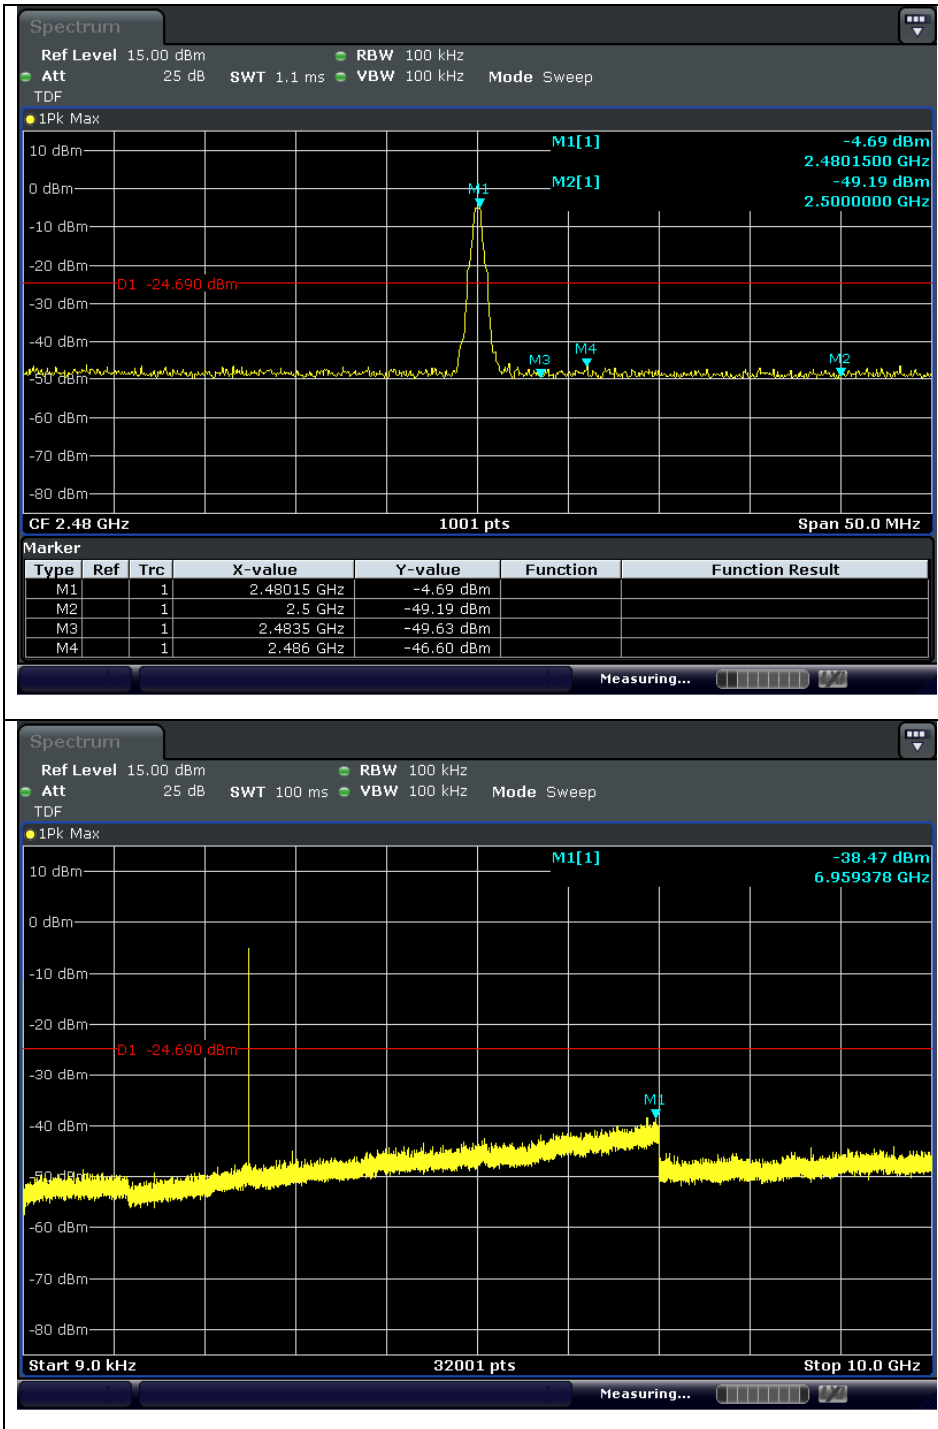 Spectrum
Ref Level 15.00 dBm RBW 100 kHz
Att 25 dB SWT 1.1 ms VBW 100 kHz Mode Sweep
TDF
1Pk Max
M1[1] -4.69 dBm
2.4801500 GHz
M2[1] -49.19 dBm
2.5000000 GHz
10 dBm
0 dBm
M1
-10 dBm
-20 dBm
D1 -24.690 dBm
-30 dBm
-40 dBm
M3 M4 M2
-50 dBm
-60 dBm
-70 dBm
-80 dBm
CF 2.48 GHz 1001 pts Span 50.0 MHz
Marker
Type Ref Trc X-value Y-value Function Function Result
M1 1 2.48015 GHz -4.69 dBm
M2 1 2.5 GHz -49.19 dBm
M3 1 2.4835 GHz -49.63 dBm
M4 1 2.486 GHz -46.60 dBm
Measuring...
Spectrum
Ref Level 15.00 dBm RBW 100 kHz
Att 25 dB SWT 100 ms VBW 100 kHz Mode Sweep
TDF
1Pk Max
M1[1] -38.47 dBm
6.959378 GHz
10 dBm
0 dBm
-10 dBm
-20 dBm
D1 -24.690 dBm
-30 dBm
M1
-40 dBm
-50 dBm
-60 dBm
-70 dBm
-80 dBm
Start 9.0 kHz 32001 pts Stop 10.0 GHz
Measuring...